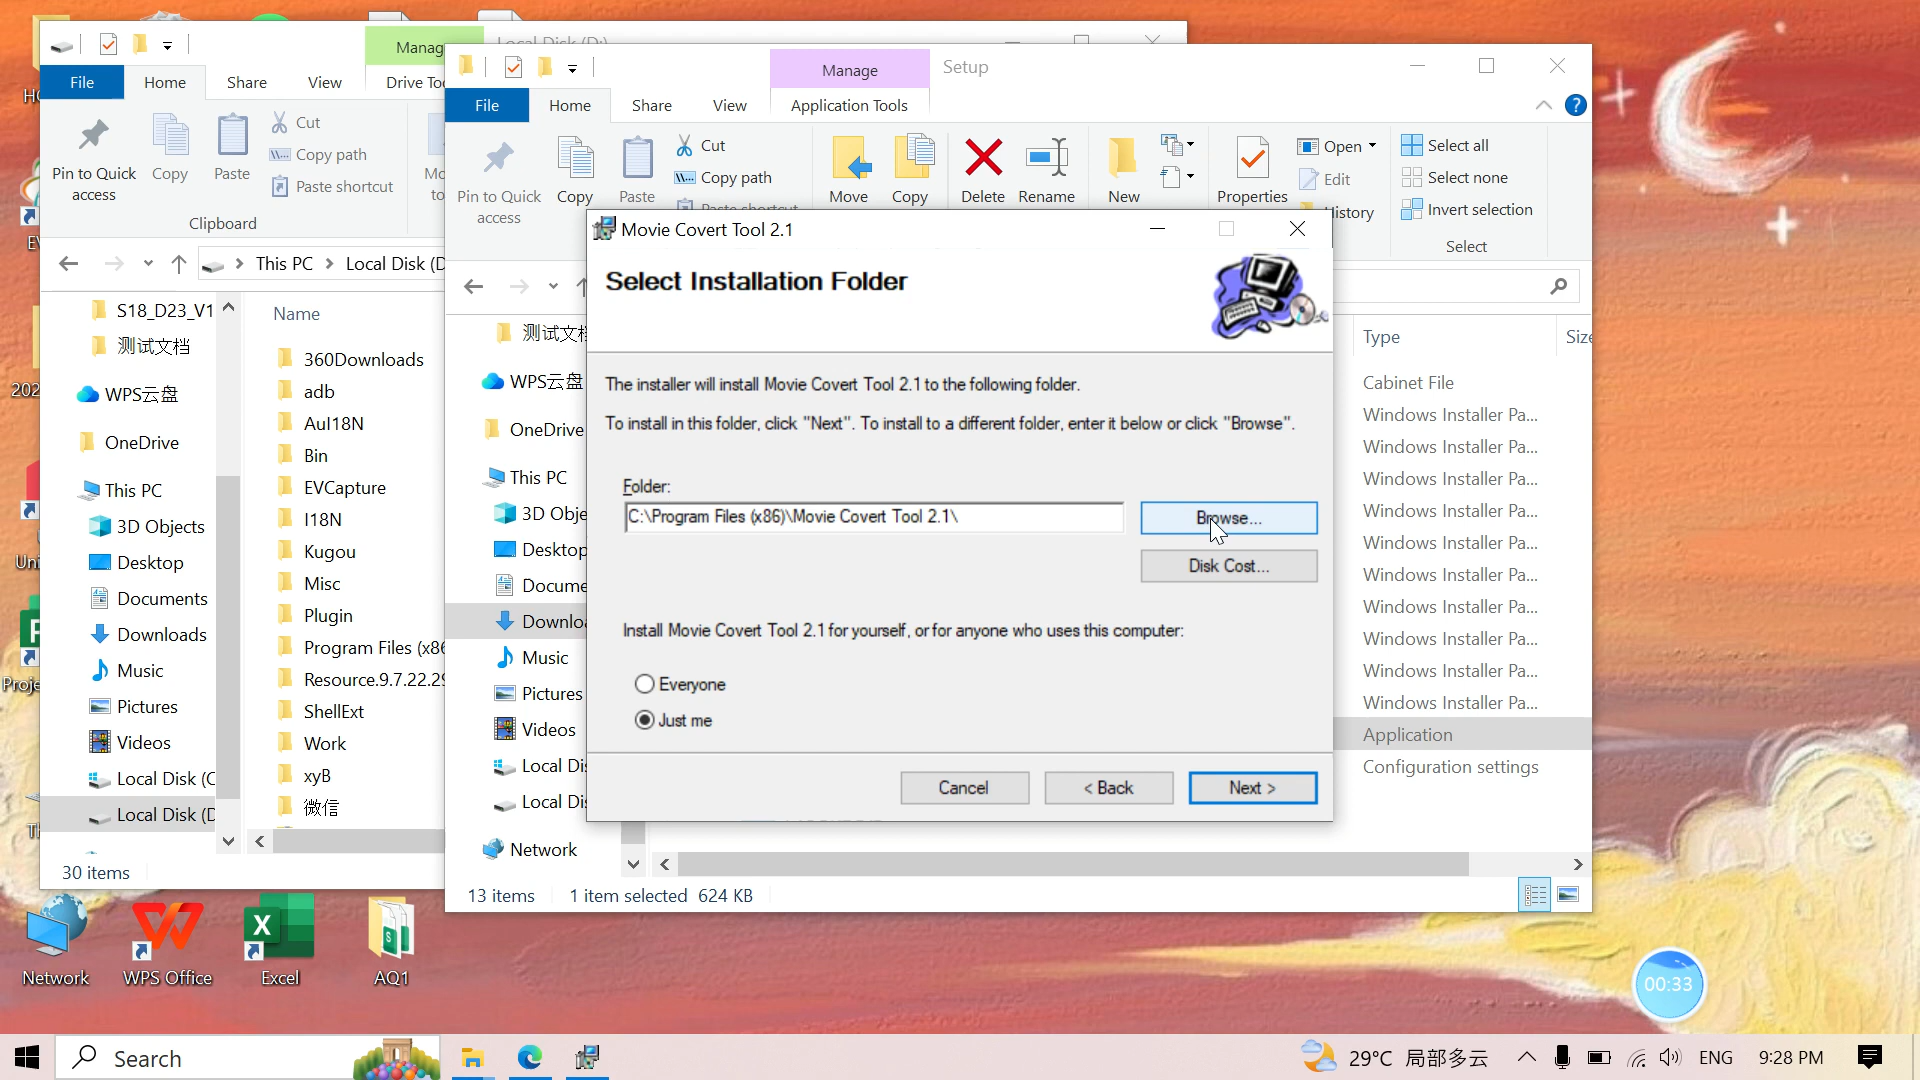 Manag
Local Disk (D:)
File
Home
Share
View
Drive Too
Pin to Quick
access
Copy
Paste
Cut
Copy path
Paste shortcut
Clipboard
This PC
Local Disk (D
Name
S18_D23_V1
测试文档
WPS云盘
OneDrive
This PC
3D Objects
Desktop
Documents
Downloads
Music
Pictures
Videos
Local Disk (C
Local Disk (D
360Downloads
adb
AuI18N
Bin
EVCapture
I18N
Kugou
Misc
Plugin
Program Files (x86
Resource.9.7.22.29
ShellExt
Work
xyB
微信
30 items
Manage
Setup
File
Home
Share
View
Application Tools
Pin to Quick
access
Copy
Paste
Cut
Copy path
Paste shortcut
Move
Copy
Delete
Rename
New
Properties
Open
Edit
History
Select all
Select none
Invert selection
Select
测试文档
WPS云盘
OneDrive
This PC
3D Obje
Desktop
Docume
Downloa
Music
Pictures
Videos
Local Dis
Local Dis
Network
Type
Size
Cabinet File
Windows Installer Pa...
Windows Installer Pa...
Windows Installer Pa...
Windows Installer Pa...
Windows Installer Pa...
Windows Installer Pa...
Windows Installer Pa...
Windows Installer Pa...
Windows Installer Pa...
Windows Installer Pa...
Application
Configuration settings
13 items
1 item selected 624 KB
Movie Covert Tool 2.1
Select Installation Folder
The installer will install Movie Covert Tool 2.1 to the following folder.
To install in this folder, click "Next". To install to a different folder, enter it below or click "Browse".
Folder:
C:\Program Files (x86)\Movie Covert Tool 2.1\
Browse...
Disk Cost...
Install Movie Covert Tool 2.1 for yourself, or for anyone who uses this computer:
Everyone
Just me
Cancel
< Back
Next >
Network
WPS Office
Excel
AQ1
00:33
Search
29°C 局部多云
ENG
9:28 PM